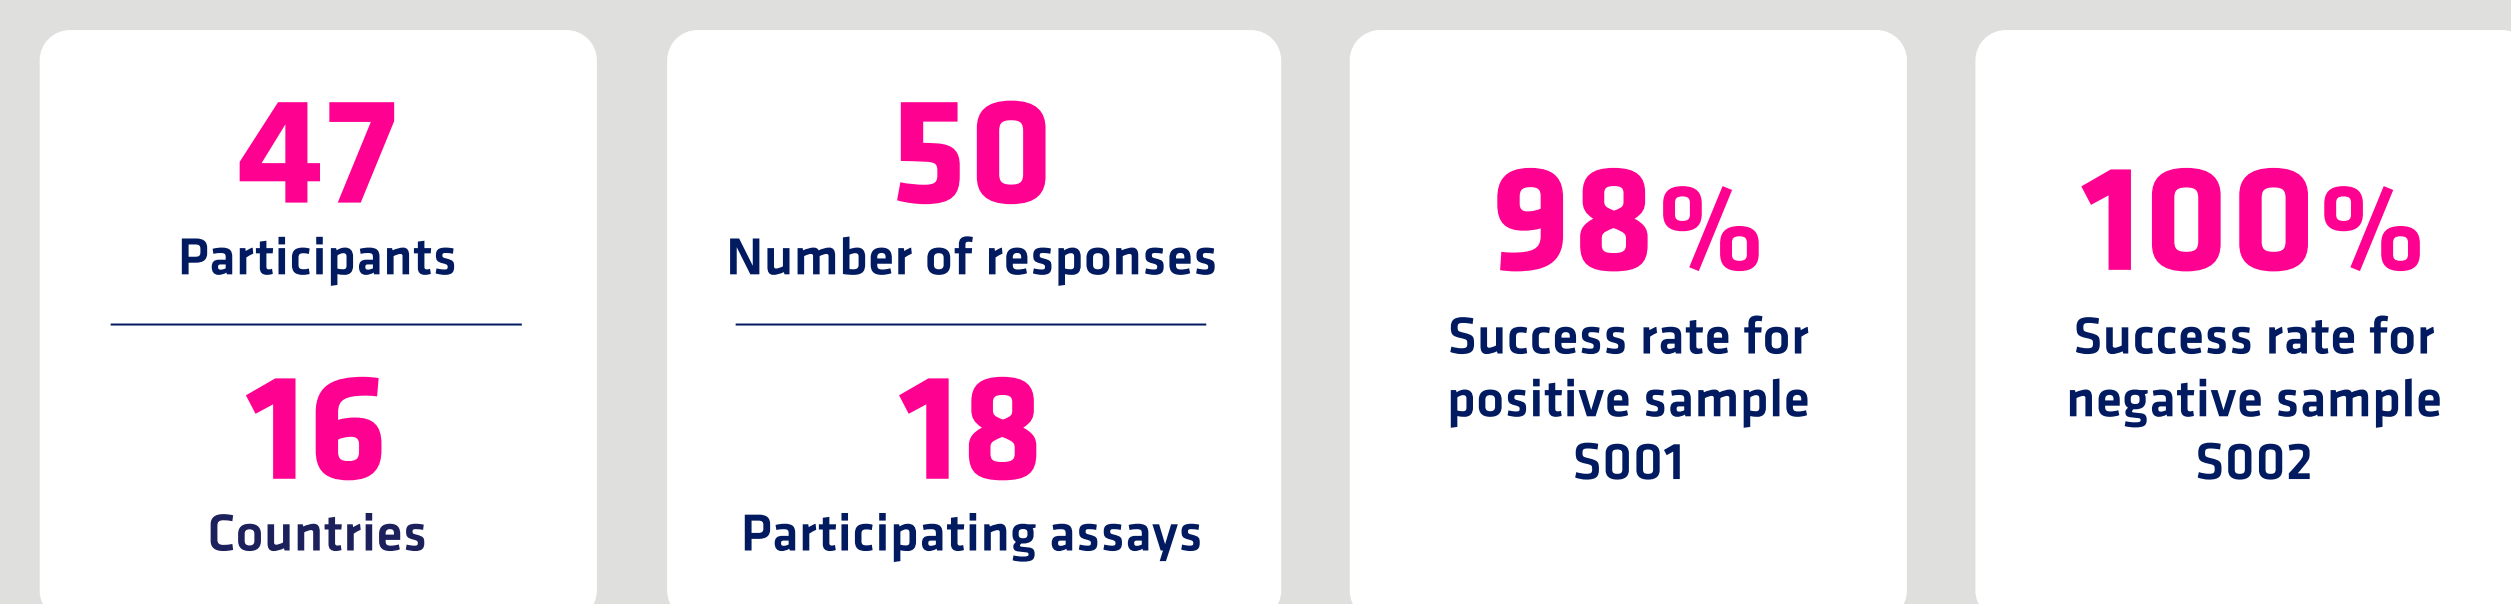 47
Participants
16
Countries
50
Number of responses
18
Participating assays
98%
Success rate for
positive sample
S001
100%
Success rate for
negative sample
S002